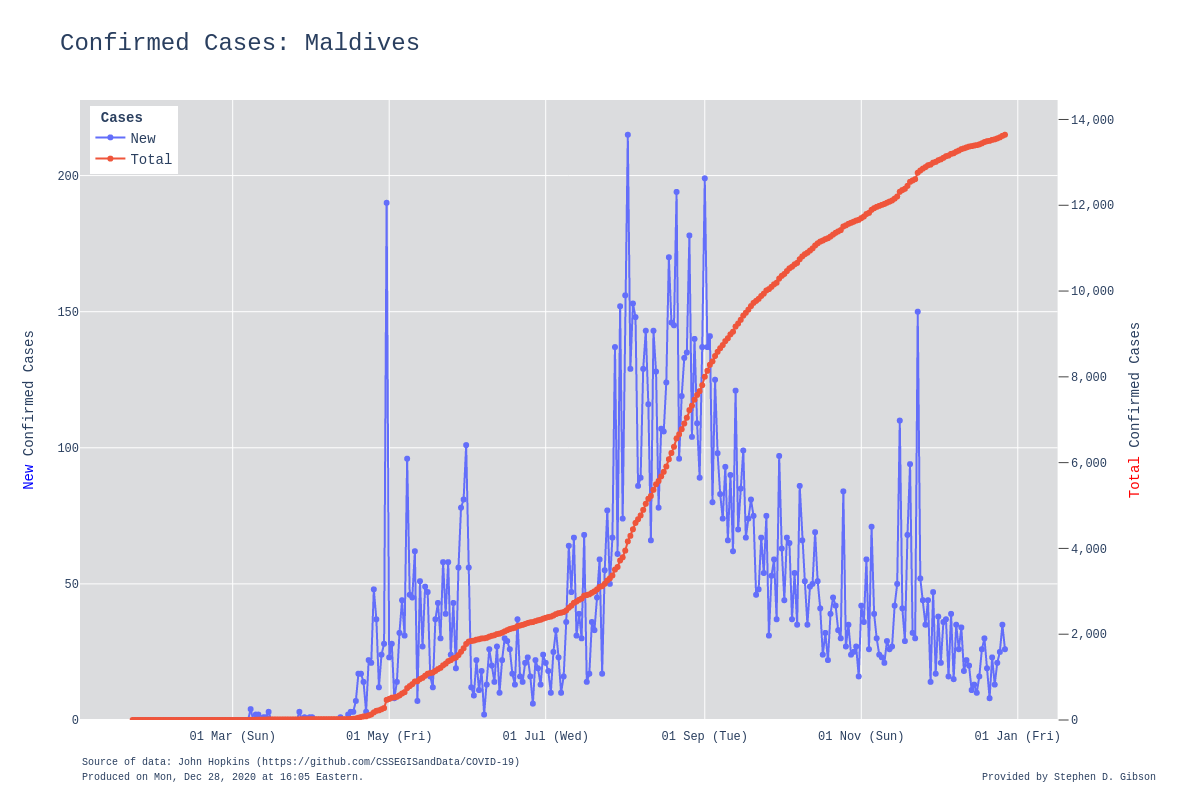 Confirmed Cases: Maldives
Cases
New
Total
200
150
100
50
0
New Confirmed Cases
14,000
12,000
10,000
8,000
6,000
4,000
2,000
0
Total Confirmed Cases
01 Mar (Sun) 01 May (Fri) 01 Jul (Wed) 01 Sep (Tue) 01 Nov (Sun) 01 Jan (Fri)
Source of data: John Hopkins (https://github.com/CSSEGISandData/COVID-19)
Produced on Mon, Dec 28, 2020 at 16:05 Eastern.
Provided by Stephen D. Gibson